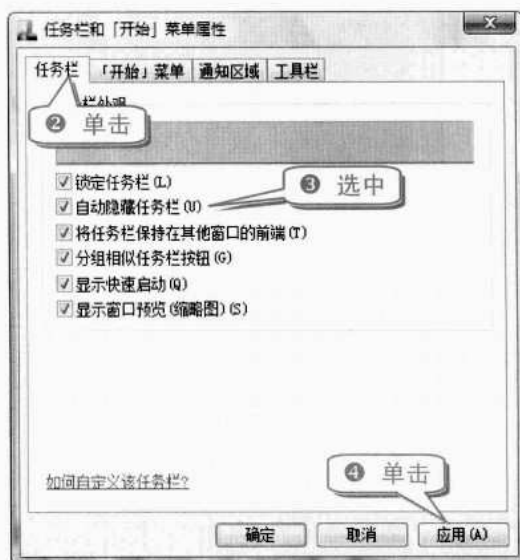 任务栏和「开始」菜单属性
任务栏 「开始」菜单 通知区域 工具栏
❷ 单击
锁定任务栏(L)
❸ 选中
自动隐藏任务栏(U)
将任务栏保持在其他窗口的前端(T)
分组相似任务栏按钮(G)
显示快速启动(Q)
显示窗口预览(缩略图)(S)
❹ 单击
如何自定义该任务栏?
确定 取消 应用(A)